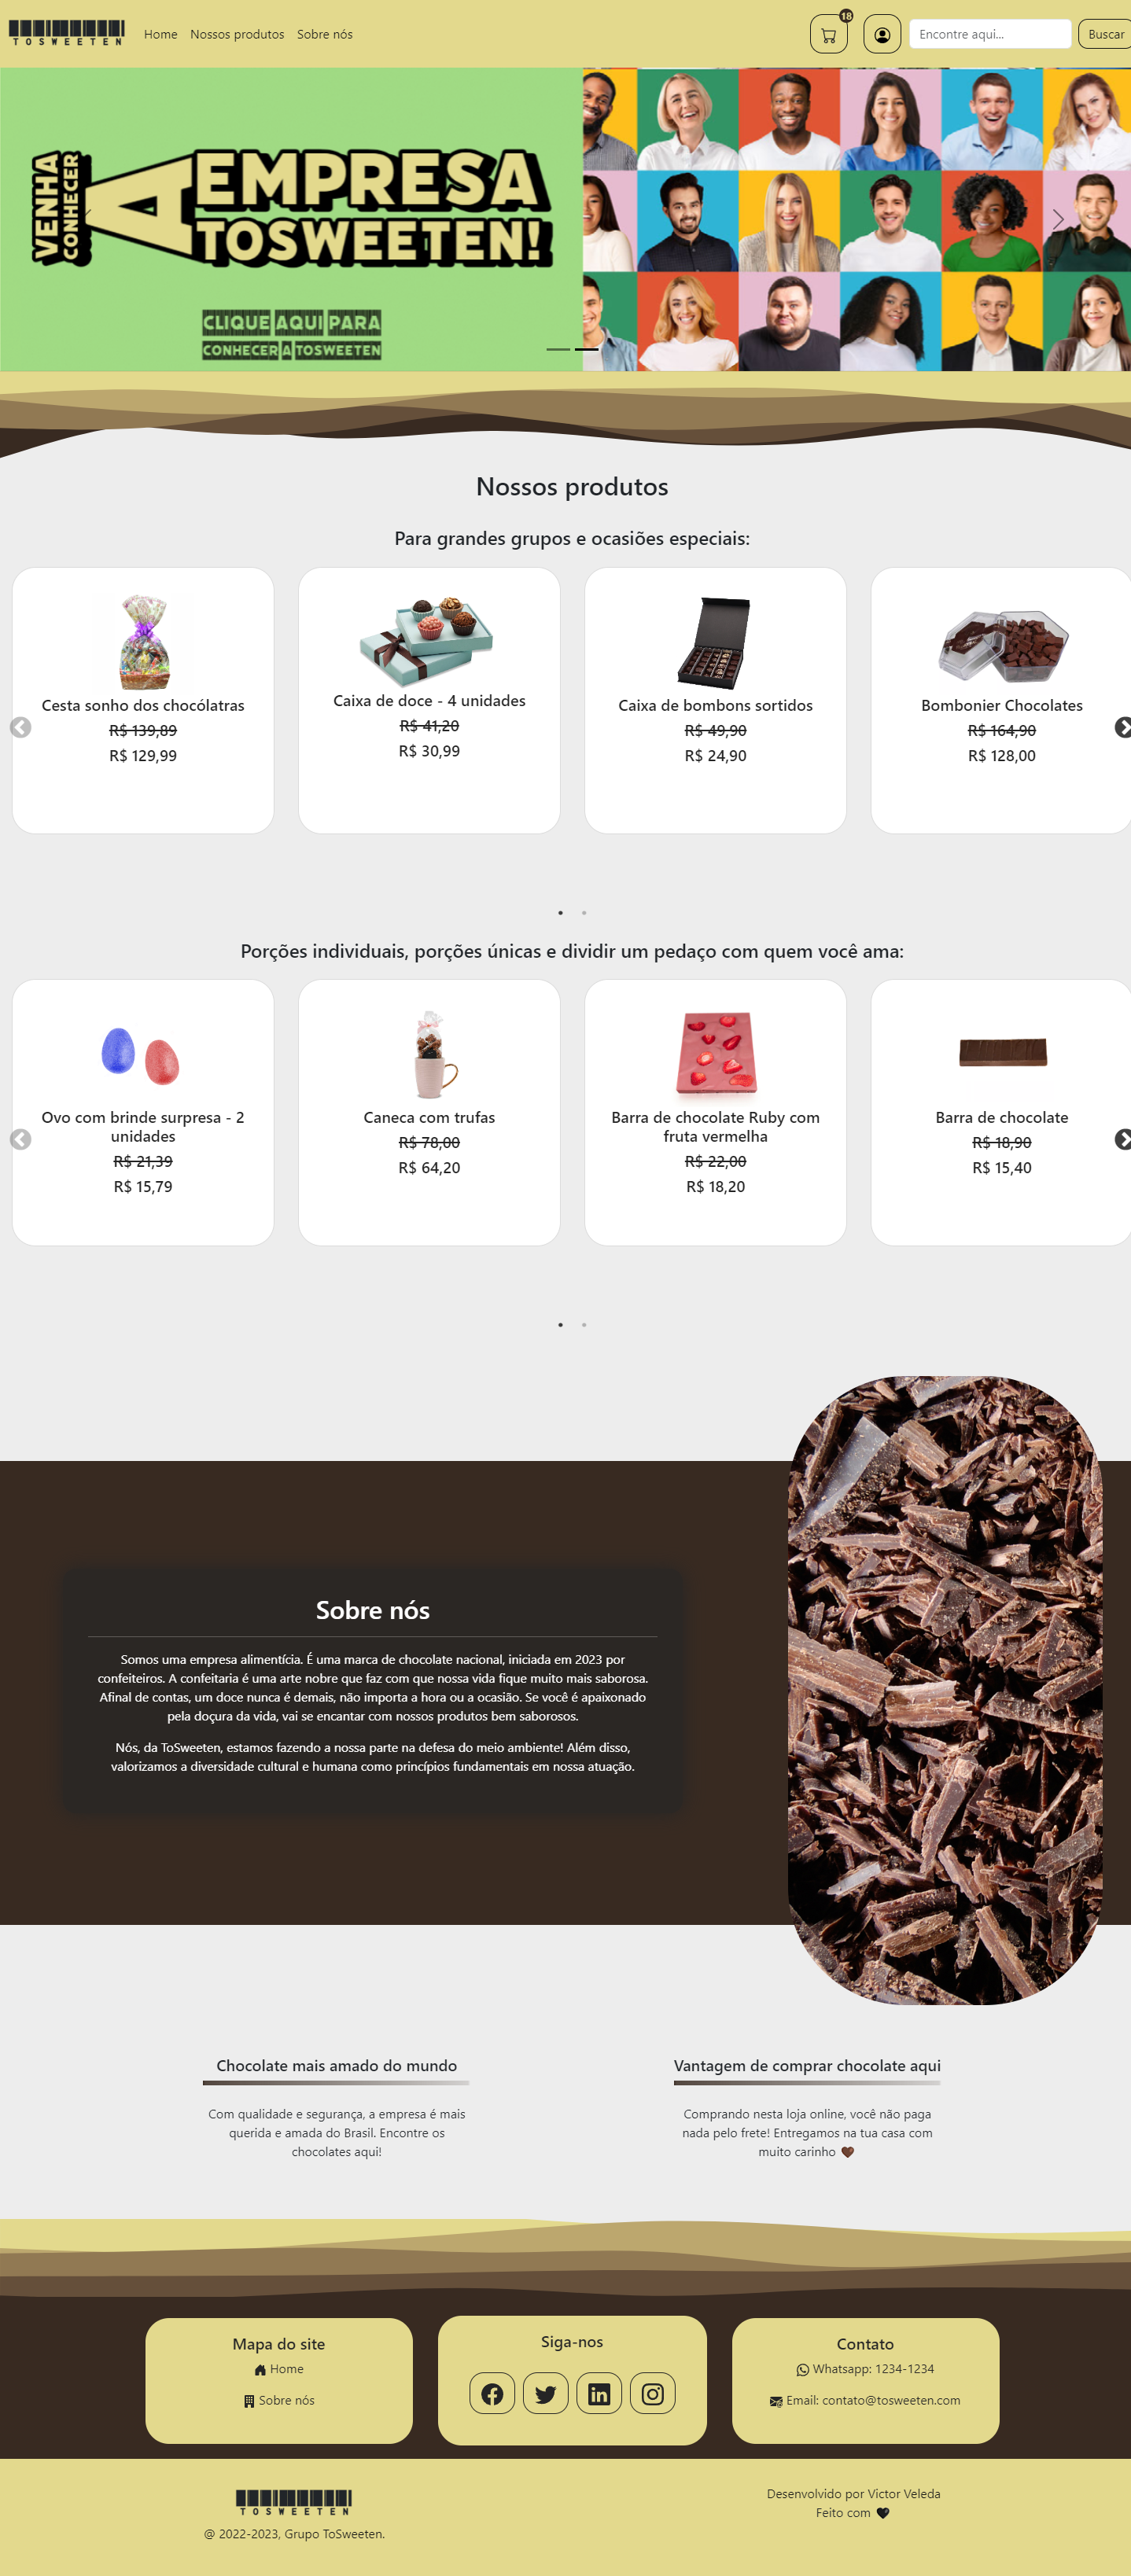 TOSWEETEN
Home
Nossos produtos
Sobre nós
18
Encontre aqui...
Buscar
VENHA
CONHECER
A
EMPRESA
TOSWEETEN!
CLIQUE AQUI PARA
CONHECER A TOSWEETEN
Nossos produtos
Para grandes grupos e ocasiões especiais:
Cesta sonho dos chocólatras
R$ 139,89
R$ 129,99
Caixa de doce - 4 unidades
R$ 41,20
R$ 30,99
Caixa de bombons sortidos
R$ 49,90
R$ 24,90
Bombonier Chocolates
R$ 164,90
R$ 128,00
Porções individuais, porções únicas e dividir um pedaço com quem você ama:
Ovo com brinde surpresa - 2
unidades
R$ 21,39
R$ 15,79
Caneca com trufas
R$ 78,00
R$ 64,20
Barra de chocolate Ruby com
fruta vermelha
R$ 22,00
R$ 18,20
Barra de chocolate
R$ 18,90
R$ 15,40
Sobre nós
Somos uma empresa alimentícia. É uma marca de chocolate nacional, iniciada em 2023 por
confeiteiros. A confeitaria é uma arte nobre que faz com que nossa vida fique muito mais saborosa.
Afinal de contas, um doce nunca é demais, não importa a hora ou a ocasião. Se você é apaixonado
pela doçura da vida, vai se encantar com nossos produtos bem saborosos.
Nós, da ToSweeten, estamos fazendo a nossa parte na defesa do meio ambiente! Além disso,
valorizamos a diversidade cultural e humana como princípios fundamentais em nossa atuação.
Chocolate mais amado do mundo
Com qualidade e segurança, a empresa é mais
querida e amada do Brasil. Encontre os
chocolates aqui!
Vantagem de comprar chocolate aqui
Comprando nesta loja online, você não paga
nada pelo frete! Entregamos na tua casa com
muito carinho
Mapa do site
Home
Sobre nós
Siga-nos
Contato
Whatsapp: 1234-1234
Email: contato@tosweeten.com
TOSWEETEN
@ 2022-2023, Grupo ToSweeten.
Desenvolvido por Victor Veleda
Feito com